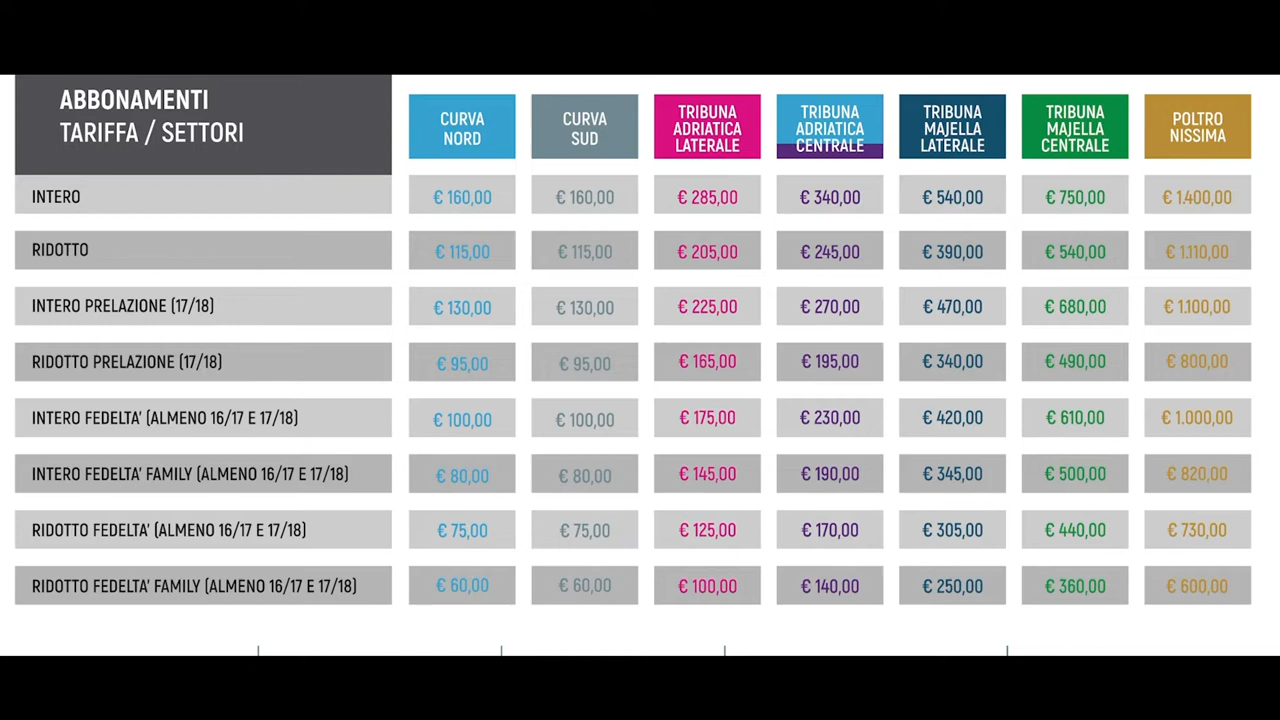 ABBONAMENTI
TARIFFA / SETTORI
CURVA
NORD
CURVA
SUD
TRIBUNA
ADRIATICA
LATERALE
TRIBUNA
ADRIATICA
CENTRALE
TRIBUNA
MAJELLA
LATERALE
TRIBUNA
MAJELLA
CENTRALE
POLTRO
NISSIMA
INTERO € 160,00 € 160,00 € 285,00 € 340,00 € 540,00 € 750,00 € 1.400,00
RIDOTTO € 115,00 € 115,00 € 205,00 € 245,00 € 390,00 € 540,00 € 1.110,00
INTERO PRELAZIONE (17/18) € 130,00 € 130,00 € 225,00 € 270,00 € 470,00 € 680,00 € 1.100,00
RIDOTTO PRELAZIONE (17/18) € 95,00 € 95,00 € 165,00 € 195,00 € 340,00 € 490,00 € 800,00
INTERO FEDELTA' (ALMENO 16/17 E 17/18) € 100,00 € 100,00 € 175,00 € 230,00 € 420,00 € 610,00 € 1.000,00
INTERO FEDELTA' FAMILY (ALMENO 16/17 E 17/18) € 80,00 € 80,00 € 145,00 € 190,00 € 345,00 € 500,00 € 820,00
RIDOTTO FEDELTA' (ALMENO 16/17 E 17/18) € 75,00 € 75,00 € 125,00 € 170,00 € 305,00 € 440,00 € 730,00
RIDOTTO FEDELTA' FAMILY (ALMENO 16/17 E 17/18) € 60,00 € 60,00 € 100,00 € 140,00 € 250,00 € 360,00 € 600,00